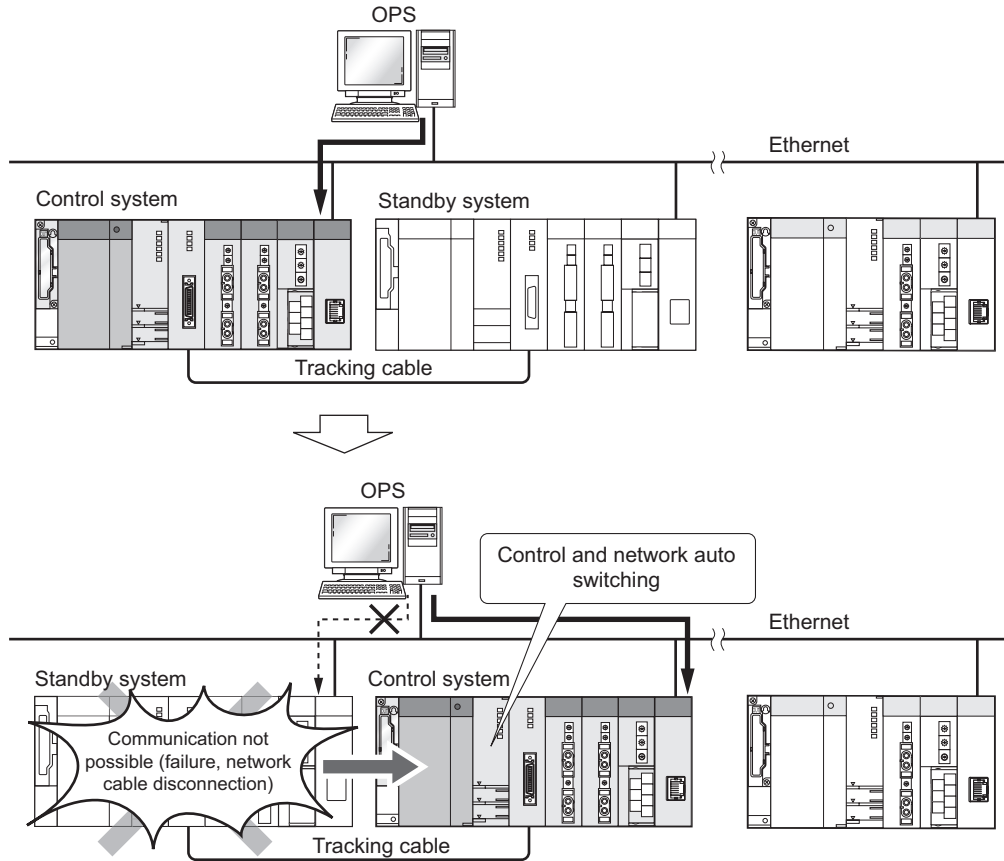 OPS
Ethernet
Control system
Standby system
Tracking cable
OPS
Control and network auto
switching
Ethernet
Standby system
Control system
Communication not
possible (failure, network
cable disconnection)
Tracking cable